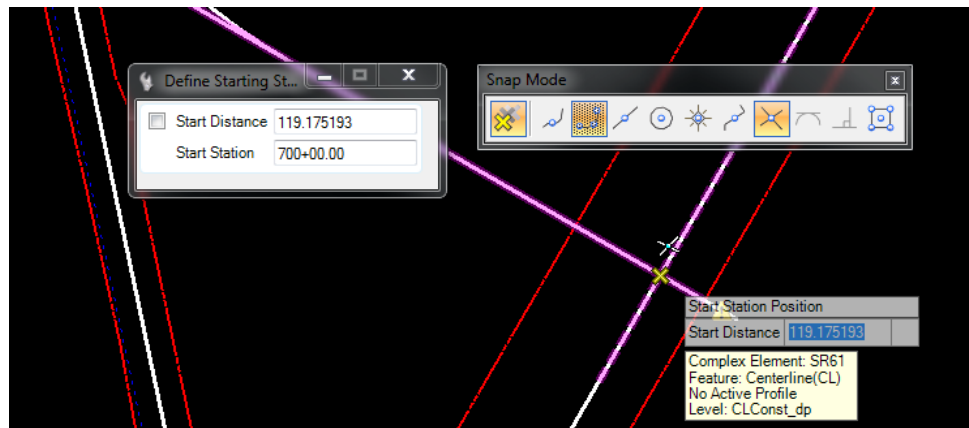 Define Starting St...
Start Distance 119.175193
Start Station 700+00.00
Snap Mode
Start Station Position
Start Distance 119.175193
Complex Element: SR61
Feature: Centerline(CL)
No Active Profile
Level: CLConst_dp